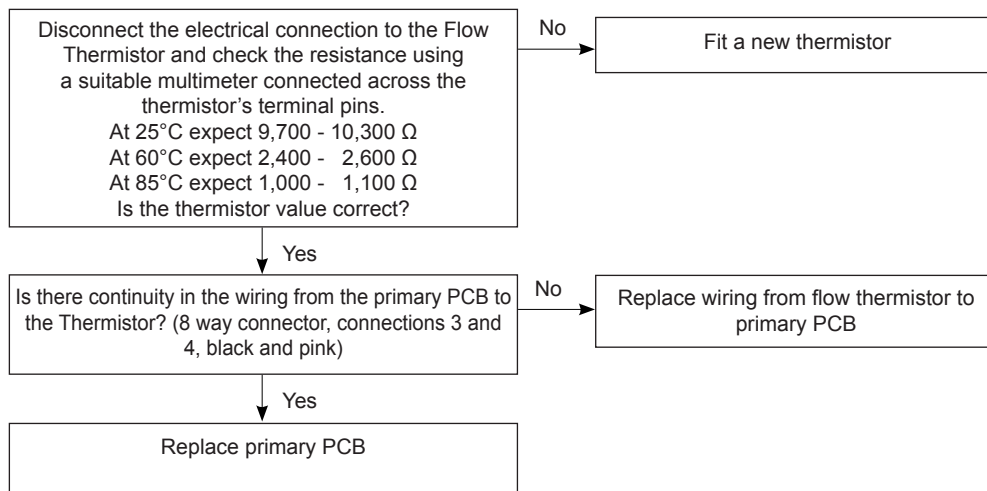 Disconnect the electrical connection to the Flow
Thermistor and check the resistance using
a suitable multimeter connected across the
thermistor’s terminal pins.
At 25°C expect 9,700 - 10,300 Ω
At 60°C expect 2,400 - 2,600 Ω
At 85°C expect 1,000 - 1,100 Ω
Is the thermistor value correct?
No
Fit a new thermistor
Yes
Is there continuity in the wiring from the primary PCB to
the Thermistor? (8 way connector, connections 3 and
4, black and pink)
No
Replace wiring from flow thermistor to
primary PCB
Yes
Replace primary PCB